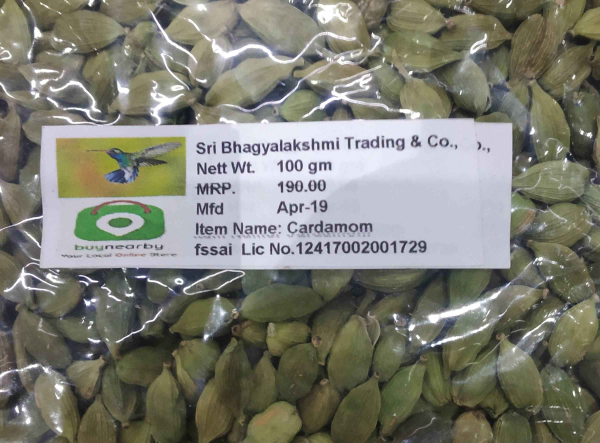 Sri Bhagyalakshmi Trading & Co.,
Nett Wt. 100 gm
MRP. 190.00
Mfd Apr-19
Item Name: Cardamom
fssai Lic No.12417002001729
buynearby
Your Local Online Store